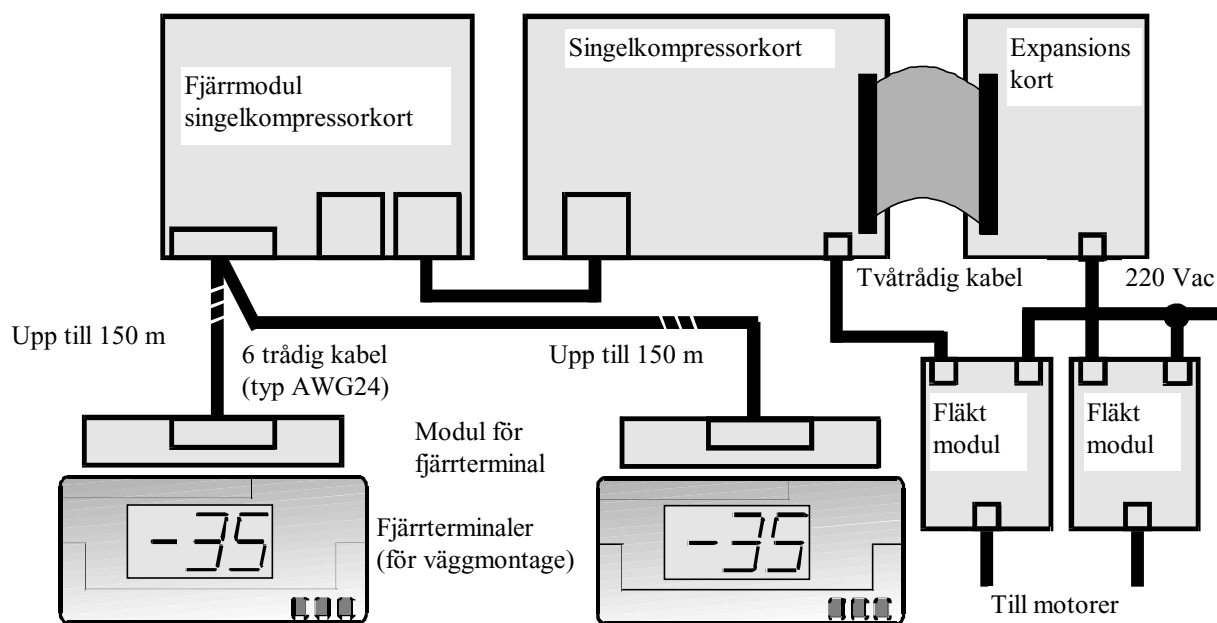 Fjärrmodul
singelkompressorkort
Singelkompressorkort
Expansions
kort
Tvåtrådig kabel
220 Vac
Upp till 150 m
6 trådig kabel
(typ AWG24)
Upp till 150 m
Fläkt
modul
Fläkt
modul
Modul för
fjärrterminal
Fjärrterminaler
(för väggmontage)
-35
-35
Till motorer